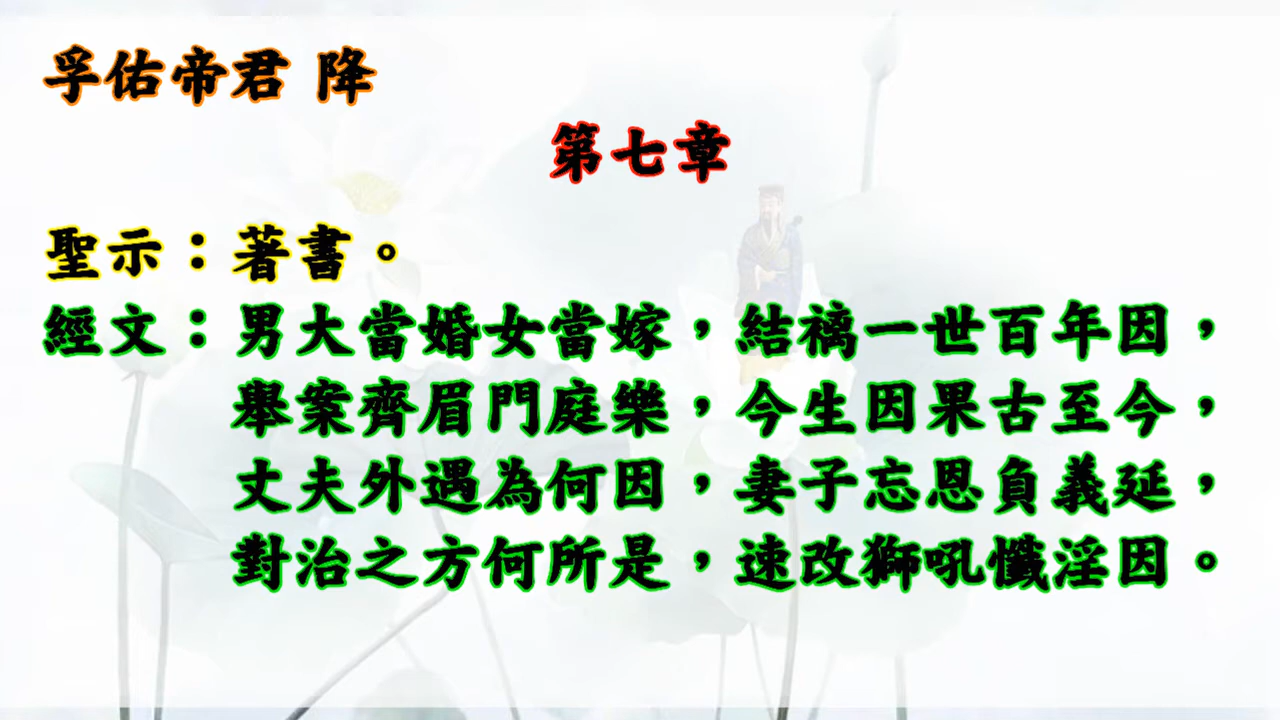 孚佑帝君 降
第七章
聖示：著書。
經文：男大當婚女當嫁，結褵一世百年因，
舉案齊眉門庭樂，今生因果古至今，
丈夫外遇為何因，妻子忘恩負義延，
對治之方何所是，速改獅吼懺淫因。